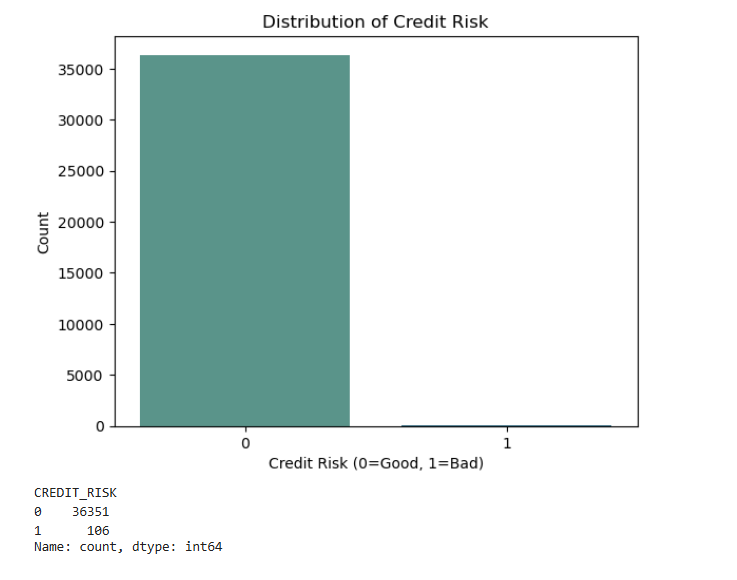 Distribution of Credit Risk
35000
30000
25000
20000
15000
10000
5000
0
Count
0 1
Credit Risk (0=Good, 1=Bad)
CREDIT_RISK
0    36351
1      106
Name: count, dtype: int64